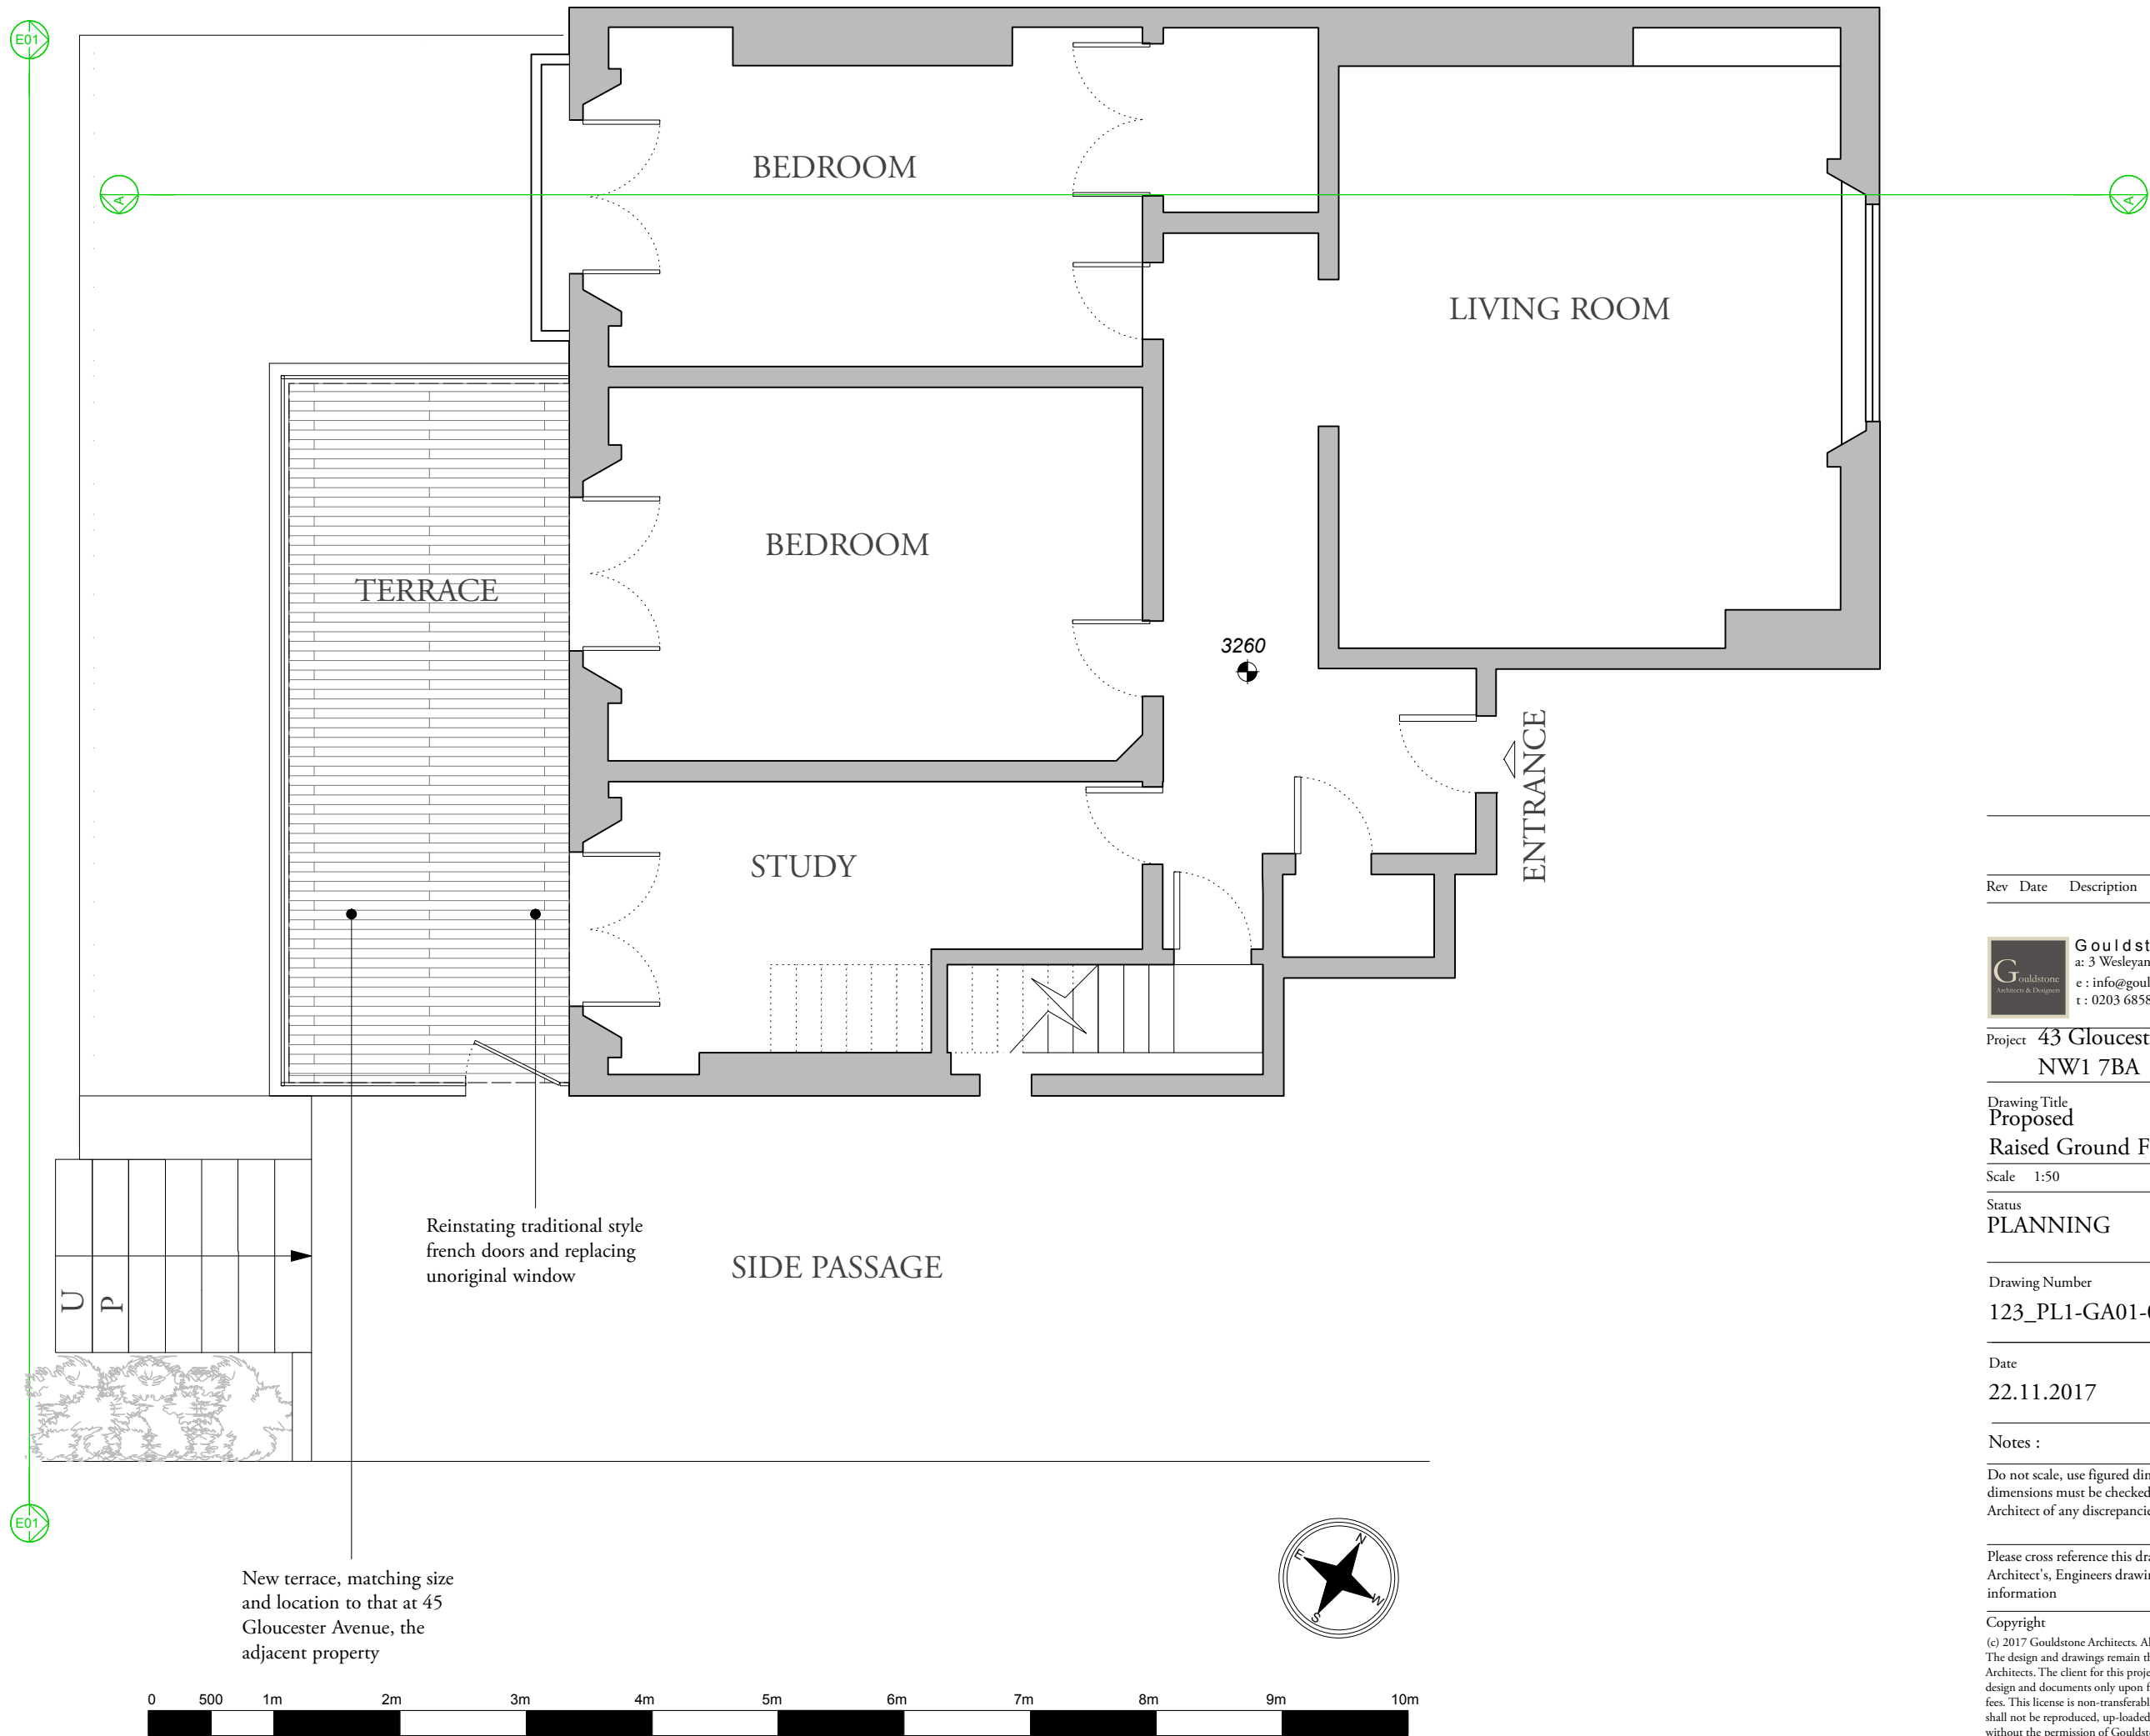 E01
A
A
BEDROOM
LIVING ROOM
BEDROOM
TERRACE
3260
ENTRANCE
STUDY
Reinstating traditional style
french doors and replacing
unoriginal window
SIDE PASSAGE
UP
E01
New terrace, matching size
and location to that at 45
Gloucester Avenue, the
adjacent property
N
E
W
S
0 500 1m 2m 3m 4m 5m 6m 7m 8m 9m 10m
Rev Date Description
Gouldstone
Architects & Designers
a: 3 Wesleyan
e : info@goul
t : 0203 6858
Project 43 Gloucest
NW1 7BA
Drawing Title
Proposed
Raised Ground F
Scale 1:50
Status
PLANNING
Drawing Number
123_PL1-GA01-
Date
22.11.2017
Notes :
Do not scale, use figured dim
dimensions must be checked
Architect of any discrepancie
Please cross reference this dra
Architect's, Engineers drawin
information
Copyright
(c) 2017 Gouldstone Architects. Al
The design and drawings remain th
Architects. The client for this proje
design and documents only upon f
fees. This license is non-transferabl
shall not be reproduced, up-loaded
without the permission of Gouldst